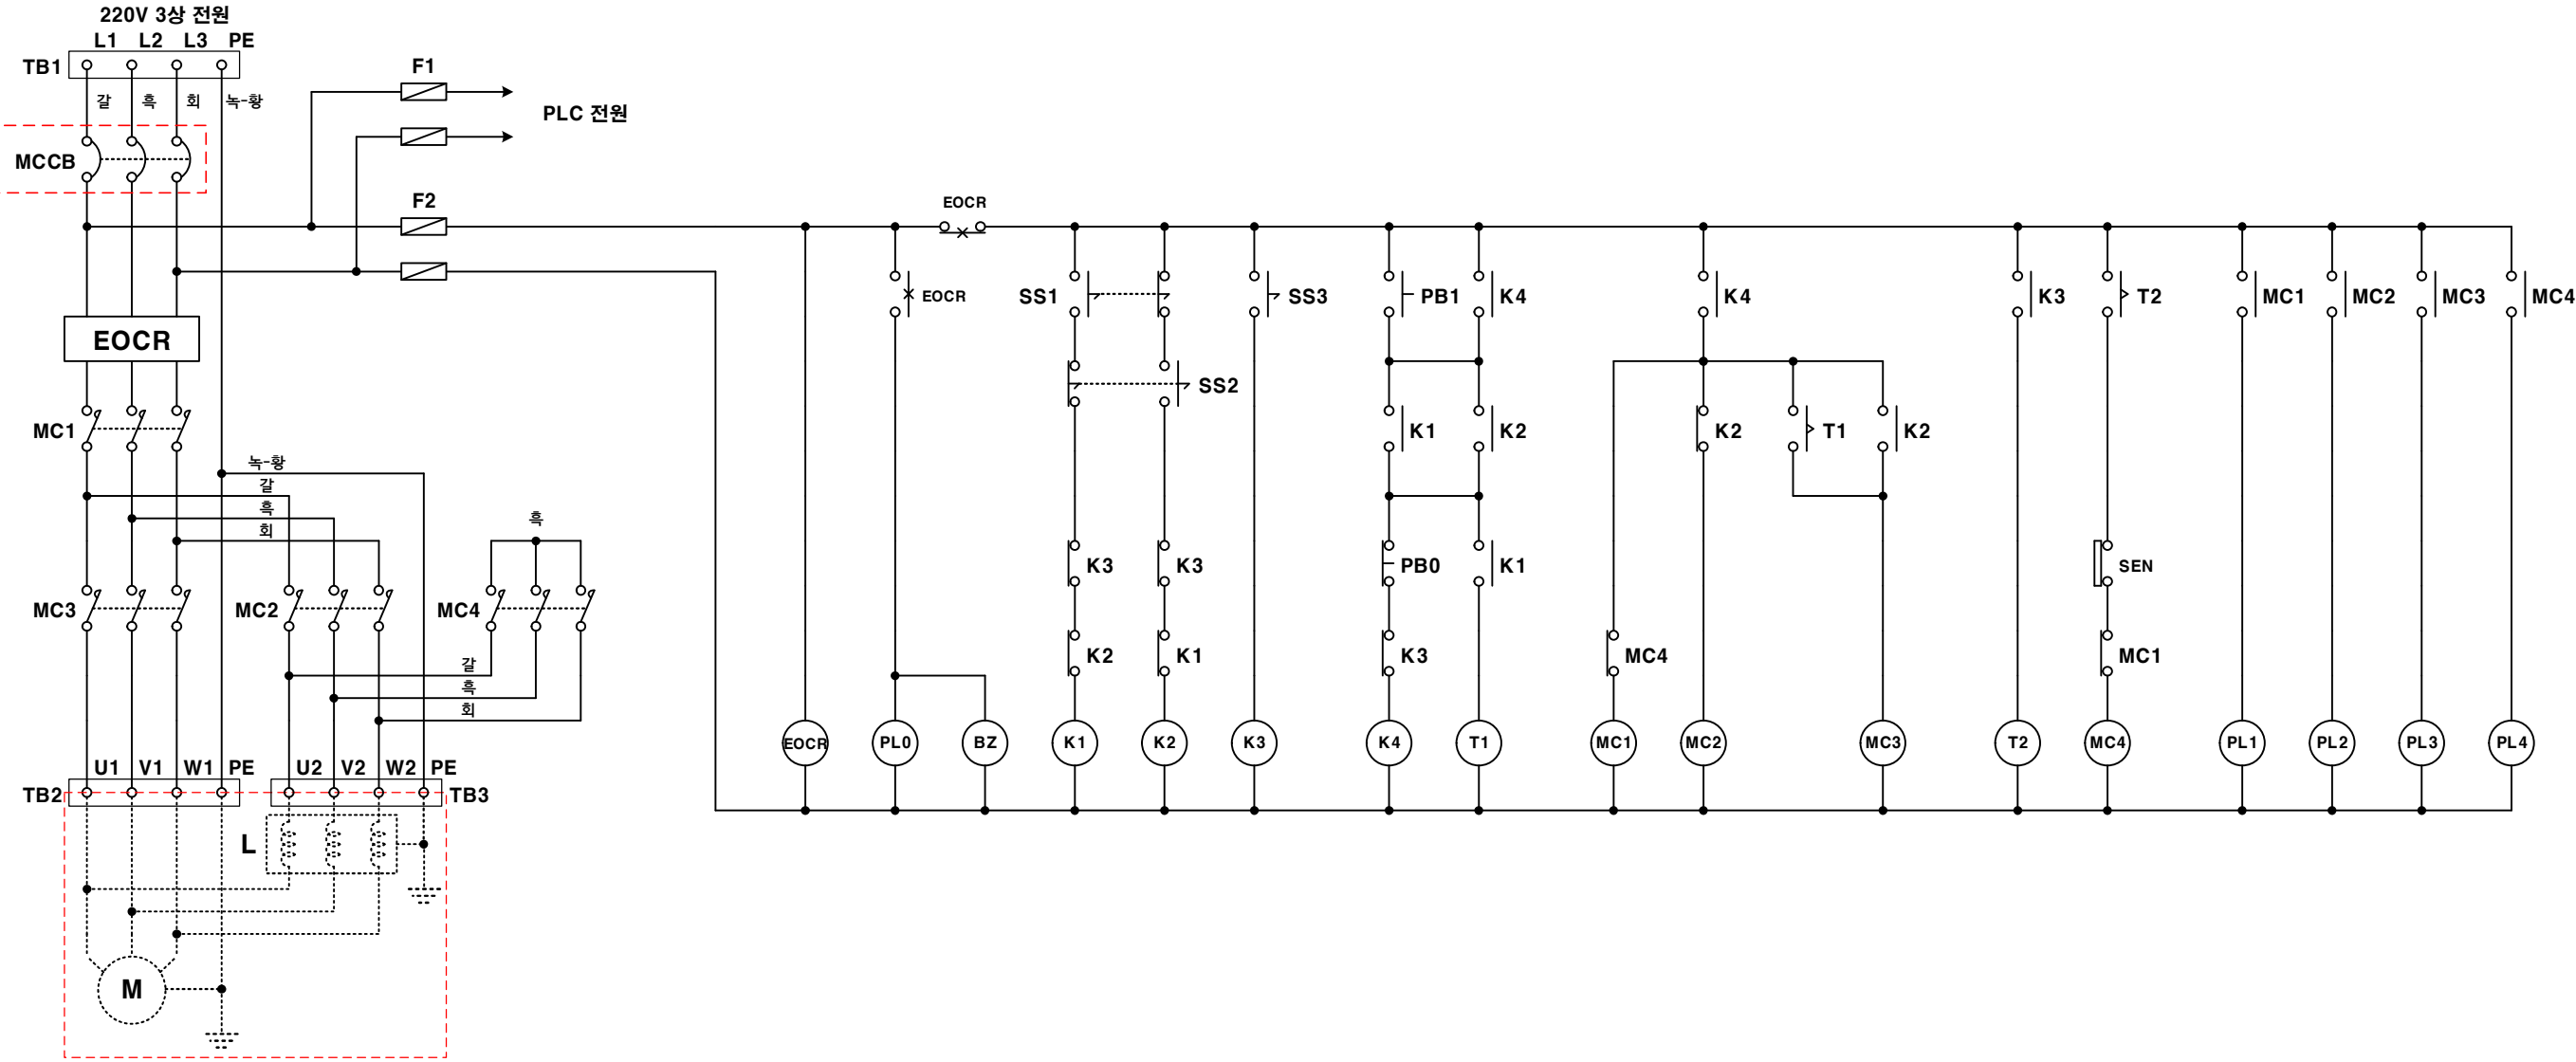 220V 3상 전원
L1 L2 L3 PE
TB1
갈 흑 회 녹-황
F1
PLC 전원
MCCB
F2
EOCR
EOCR
SS1
SS3
PB1
K4
K4
K3
T2
MC1
MC2
MC3
MC4
EOCR
SS2
MC1
K1
K2
K2
T1
K2
녹-황
갈
흑
회
흑
K3
K3
PB0
K1
SEN
MC3
MC2
MC4
K2
K1
K3
MC4
MC1
갈
흑
회
EOCR
PL0
BZ
K1
K2
K3
K4
T1
MC1
MC2
MC3
T2
MC4
PL1
PL2
PL3
PL4
U1 V1 W1 PE
U2 V2 W2 PE
TB2
TB3
L
M